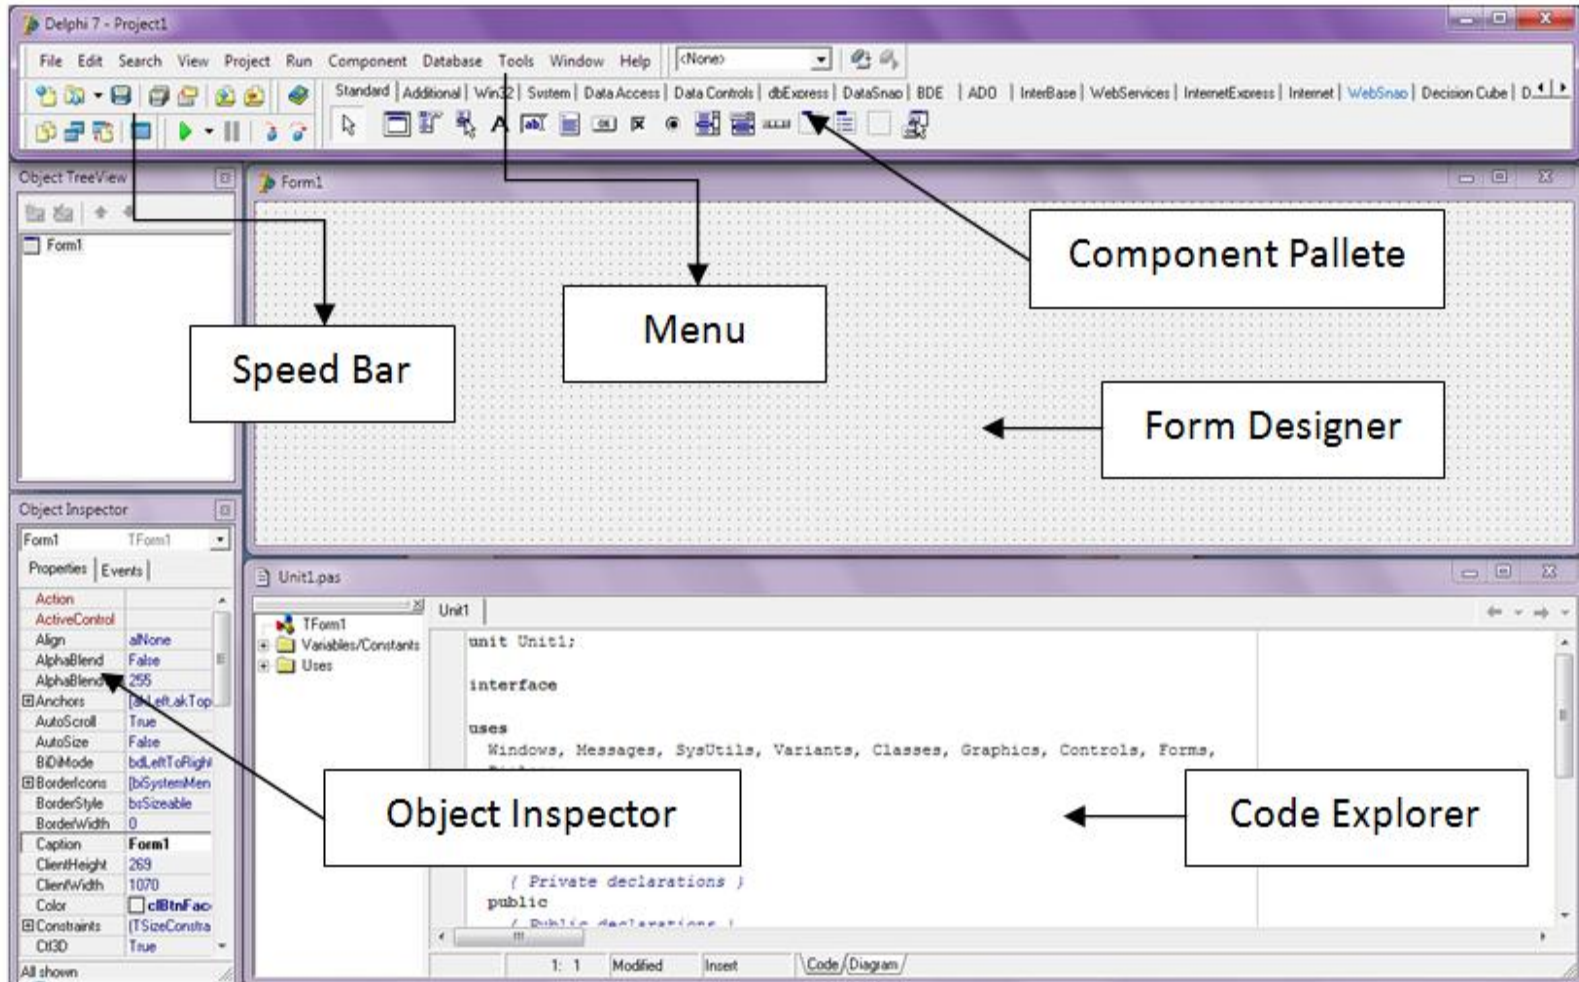 Delphi 7 - Project1
File Edit Search View Project Run Component Database Tools Window Help <None>
Standard Additional Win32 System Data Access Data Controls dbExpress DataSnap BDE ADO InterBase WebServices InternetExpress Internet WebSnap Decision Cube D
Object TreeView
Form1
Form1
Component Pallete
Menu
Speed Bar
Form Designer
Object Inspector
Form1 TForm1
Properties Events
Action
ActiveControl
Align alNone
AlphaBlend False
AlphaBlend 255
Anchors [akLeft,akTop
AutoScroll True
AutoSize False
BiDiMode bdLeftToRight
BorderIcons [biSystemMen
BorderStyle bsSizeable
BorderWidth 0
Caption Form1
ClientHeight 269
ClientWidth 1070
Color clBtnFac
Constraints (TSizeConstra
Ctl3D True
All shown
Unit1.pas
TForm1
Variables/Constants
Uses
Unit1
unit Unit1;
interface
uses
Windows, Messages, SysUtils, Variants, Classes, Graphics, Controls, Forms,
Object Inspector
Code Explorer
{ Private declarations }
public
{ Public declarations }
1: 1 Modified Insert Code Diagram